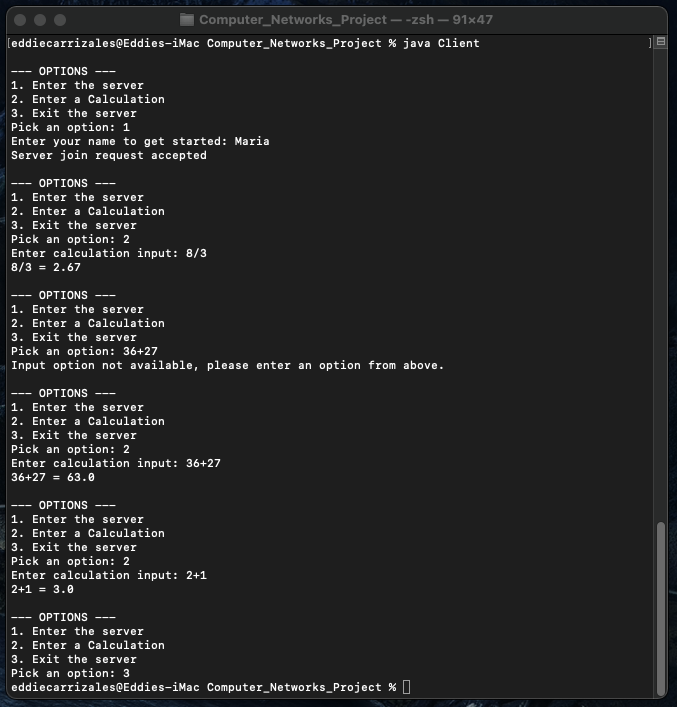 Computer_Networks_Project — -zsh — 91×47
[eddiecarrizales@Eddies-iMac Computer_Networks_Project % java Client ]
--- OPTIONS ---
1. Enter the server
2. Enter a Calculation
3. Exit the server
Pick an option: 1
Enter your name to get started: Maria
Server join request accepted
--- OPTIONS ---
1. Enter the server
2. Enter a Calculation
3. Exit the server
Pick an option: 2
Enter calculation input: 8/3
8/3 = 2.67
--- OPTIONS ---
1. Enter the server
2. Enter a Calculation
3. Exit the server
Pick an option: 36+27
Input option not available, please enter an option from above.
--- OPTIONS ---
1. Enter the server
2. Enter a Calculation
3. Exit the server
Pick an option: 2
Enter calculation input: 36+27
36+27 = 63.0
--- OPTIONS ---
1. Enter the server
2. Enter a Calculation
3. Exit the server
Pick an option: 2
Enter calculation input: 2+1
2+1 = 3.0
--- OPTIONS ---
1. Enter the server
2. Enter a Calculation
3. Exit the server
Pick an option: 3
eddiecarrizales@Eddies-iMac Computer_Networks_Project %